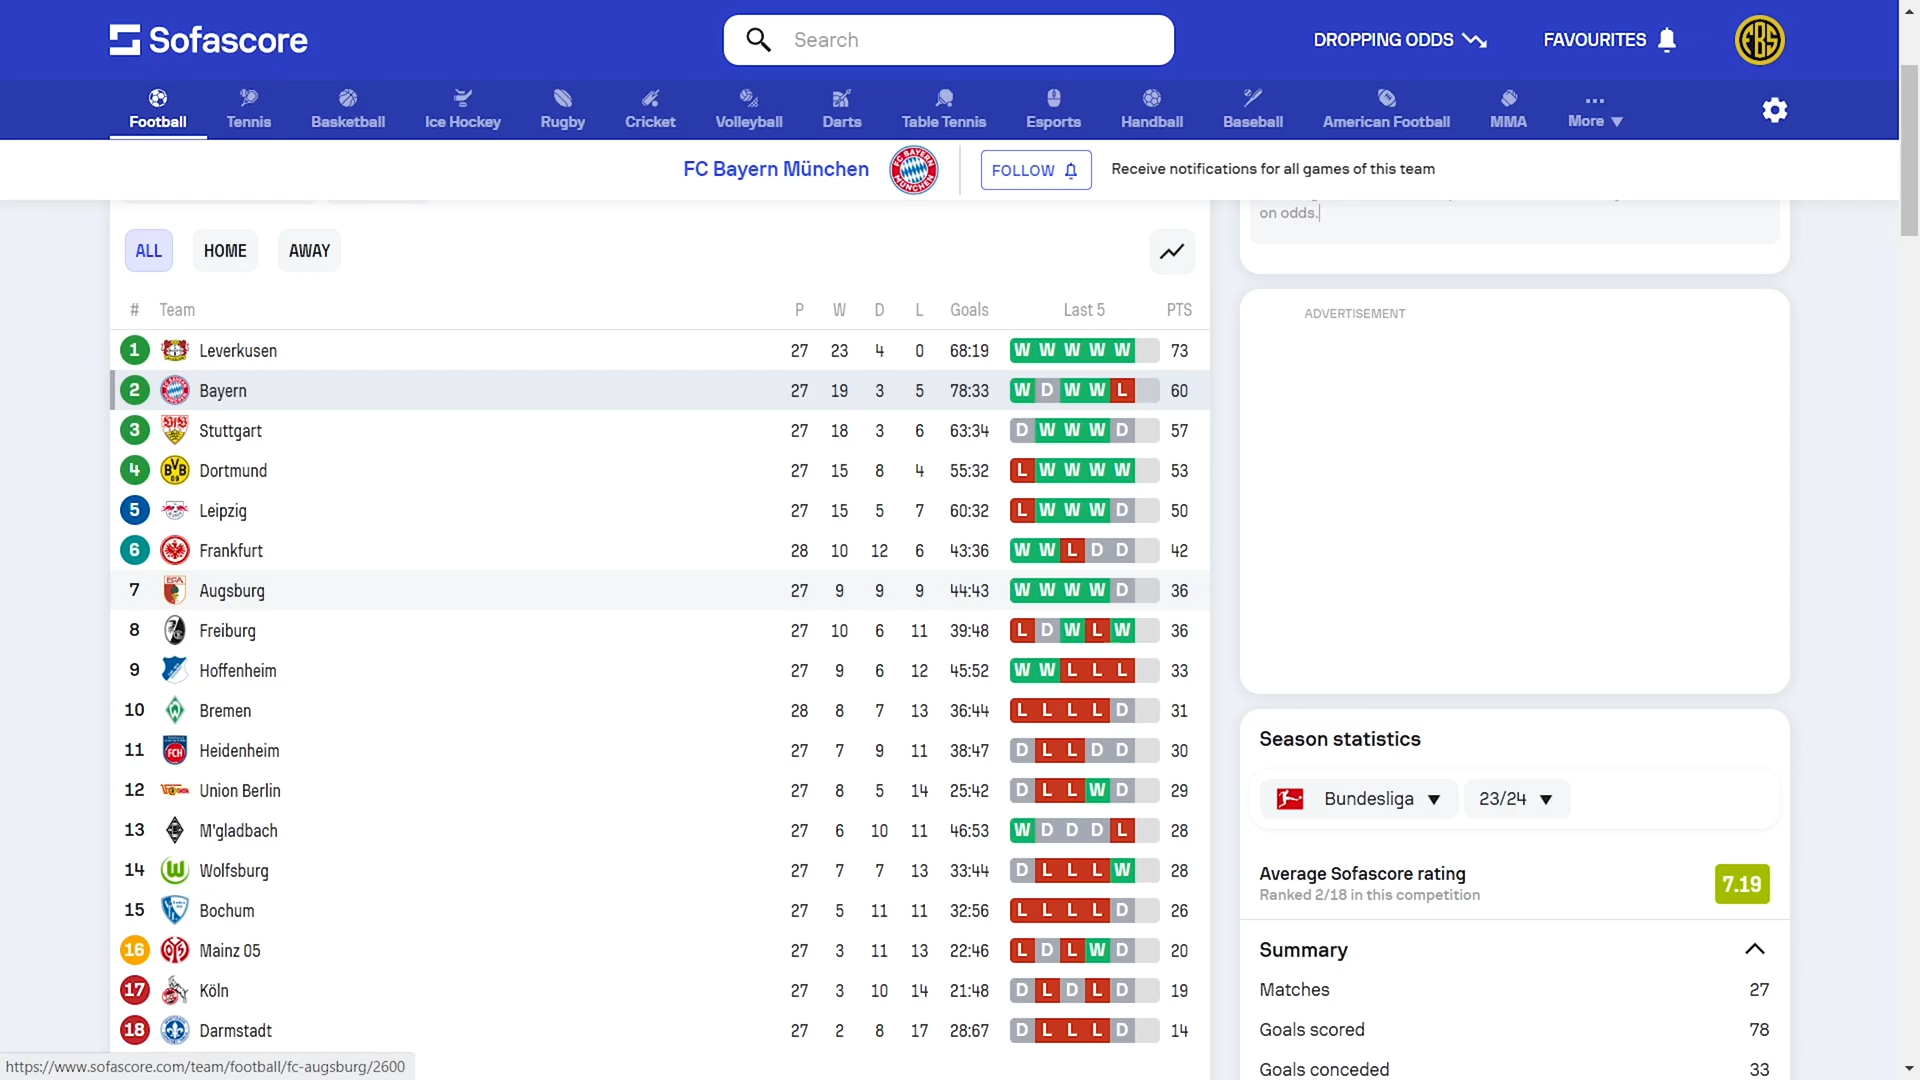 Sofascore
Search
DROPPING ODDS
FAVOURITES
FBS
Football
Tennis
Basketball
Ice Hockey
Rugby
Cricket
Volleyball
Darts
Table Tennis
Esports
Handball
Baseball
American Football
MMA
More
FC Bayern München
FOLLOW
Receive notifications for all games of this team
on odds.
ALL HOME AWAY
# Team P W D L Goals Last 5 PTS
1 Leverkusen 27 23 4 0 68:19 W W W W W 73
2 Bayern 27 19 3 5 78:33 W D W W L 60
3 Stuttgart 27 18 3 6 63:34 D W W W D 57
4 Dortmund 27 15 8 4 55:32 L W W W W 53
5 Leipzig 27 15 5 7 60:32 L W W W D 50
6 Frankfurt 28 10 12 6 43:36 W W L D D 42
7 Augsburg 27 9 9 9 44:43 W W W W D 36
8 Freiburg 27 10 6 11 39:48 L D W L W 36
9 Hoffenheim 27 9 6 12 45:52 W W L L L 33
10 Bremen 28 8 7 13 36:44 L L L L D 31
11 Heidenheim 27 7 9 11 38:47 D L L D D 30
12 Union Berlin 27 8 5 14 25:42 D L L W D 29
13 M'gladbach 27 6 10 11 46:53 W D D D L 28
14 Wolfsburg 27 7 7 13 33:44 D L L L W 28
15 Bochum 27 5 11 11 32:56 L L L L D 26
16 Mainz 05 27 3 11 13 22:46 L D L W D 20
17 Köln 27 3 10 14 21:48 D L D L D 19
18 Darmstadt 27 2 8 17 28:67 D L L L D 14
ADVERTISEMENT
Season statistics
Bundesliga 23/24
Average Sofascore rating
Ranked 2/18 in this competition
7.19
Summary
Matches 27
Goals scored 78
Goals conceded 33
https://www.sofascore.com/team/football/fc-augsburg/2600